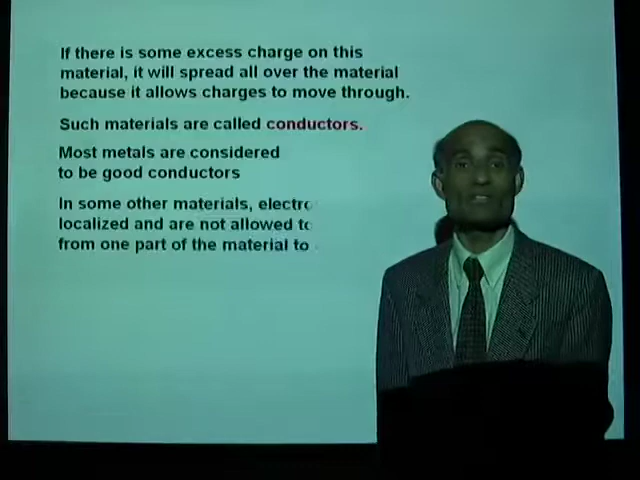 If there is some excess charge on this
material, it will spread all over the material
because it allows charges to move through.
Such materials are called conductors.
Most metals are considered
to be good conductors
In some other materials, electro
localized and are not allowed to
from one part of the material to